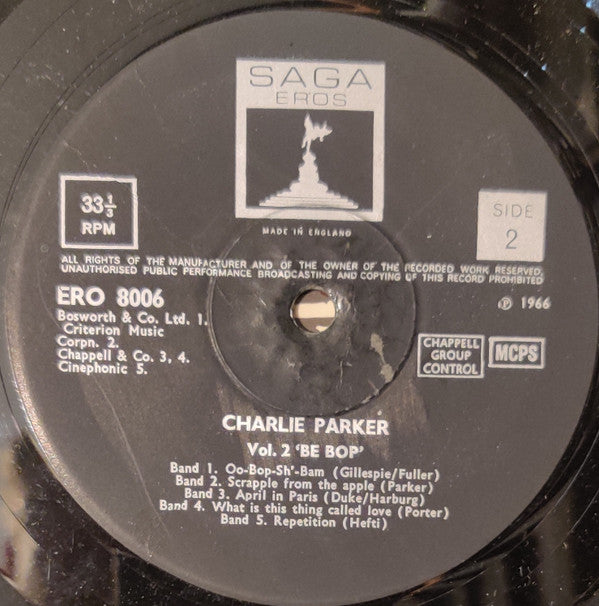 SAGA
EROS
MADE IN ENGLAND
33⅓
RPM
SIDE
2
ALL RIGHTS OF THE MANUFACTURER AND OF THE OWNER OF THE RECORDED WORK RESERVED.
UNAUTHORISED PUBLIC PERFORMANCE BROADCASTING AND COPYING OF THIS RECORD PROHIBITED
ERO 8006
℗ 1966
Bosworth & Co. Ltd. 1.
Criterion Music
Corpn. 2.
Chappell & Co. 3, 4.
Cinephonic 5.
CHAPPELL
GROUP
CONTROL
MCPS
CHARLIE PARKER
Vol. 2 ‘BE BOP’
Band 1. Oo-Bop-Sh'-Bam (Gillespie/Fuller)
Band 2. Scrapple from the apple (Parker)
Band 3. April in Paris (Duke/Harburg)
Band 4. What is this thing called love (Porter)
Band 5. Repetition (Hefti)